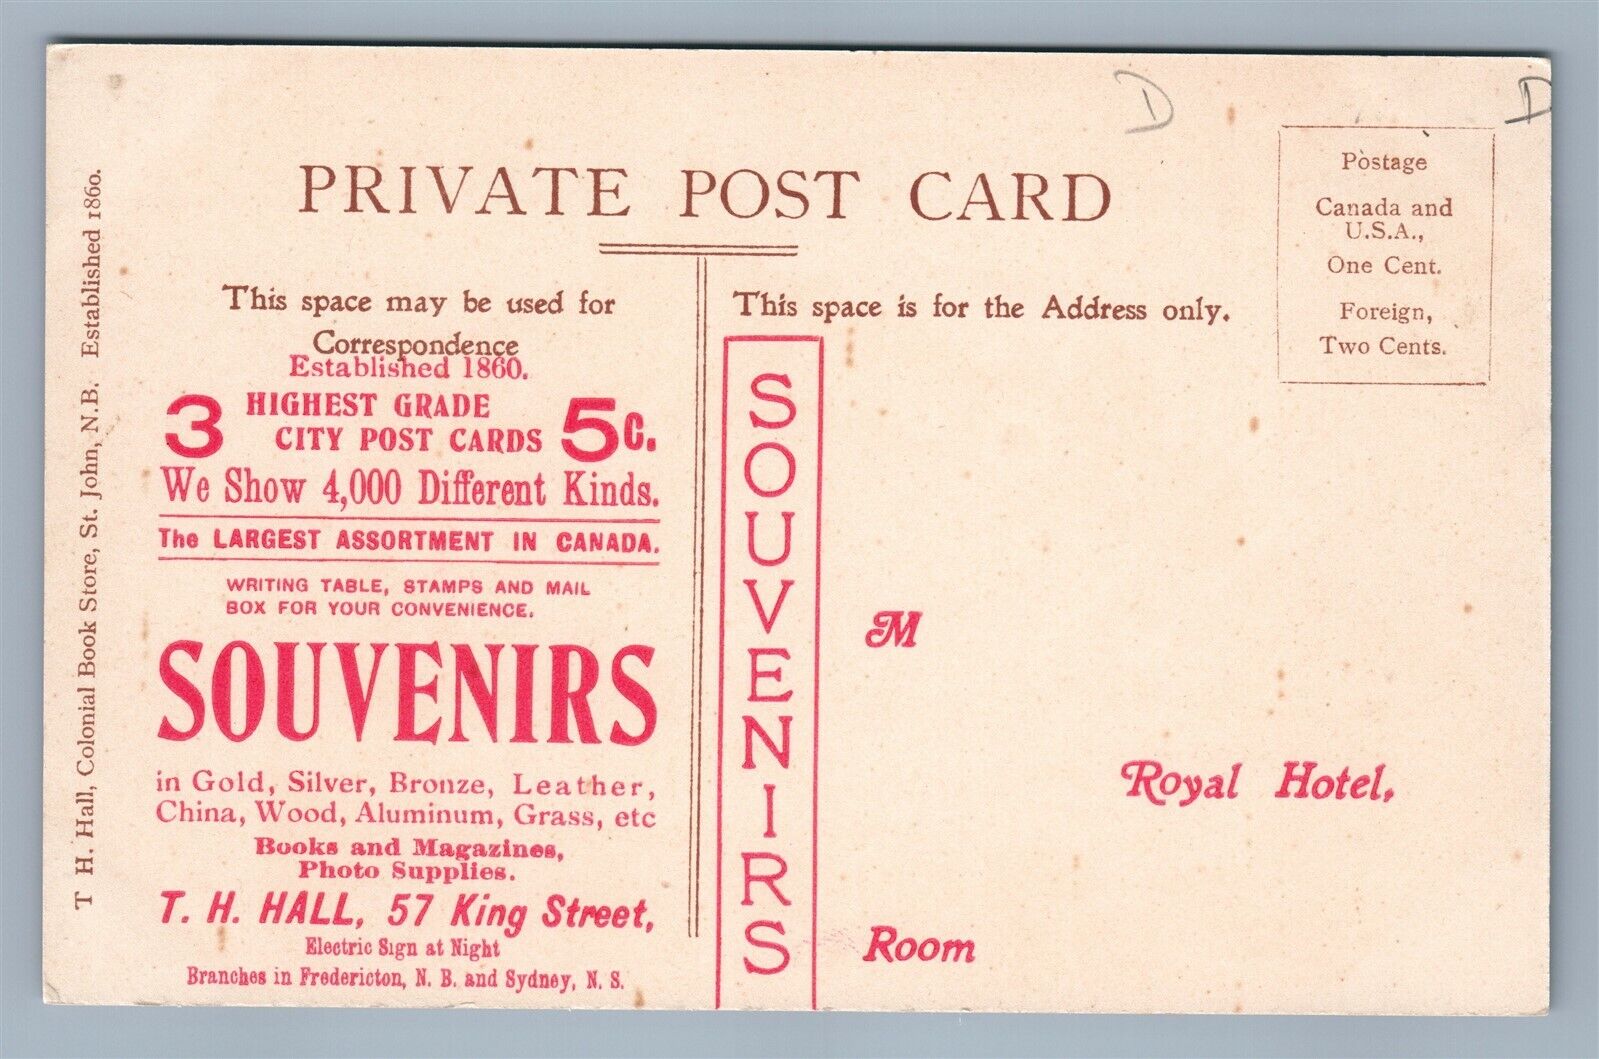 D
D
PRIVATE POST CARD
Postage
Canada and
U.S.A.,
One Cent.
Foreign,
Two Cents.
T H. Hall, Colonial Book Store, St. John, N.B. Established 1860.
This space may be used for
Correspondence
Established 1860.
3 HIGHEST GRADE
CITY POST CARDS 5c.
We Show 4,000 Different Kinds.
The LARGEST ASSORTMENT IN CANADA.
WRITING TABLE, STAMPS AND MAIL
BOX FOR YOUR CONVENIENCE.
SOUVENIRS
in Gold, Silver, Bronze, Leather,
China, Wood, Aluminum, Grass, etc
Books and Magazines,
Photo Supplies.
T. H. HALL, 57 King Street,
Electric Sign at Night
Branches in Fredericton, N. B. and Sydney, N. S.
This space is for the Address only.
SOUVENIRS
M
Royal Hotel,
Room